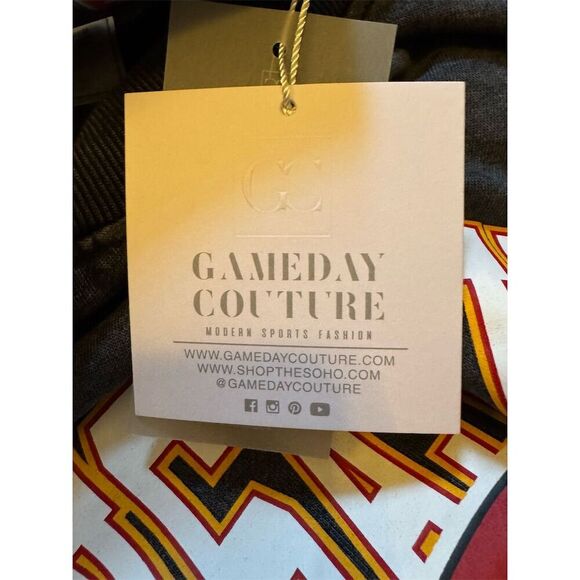 GC
GAMEDAY
COUTURE
MODERN SPORTS FASHION
WWW.GAMEDAYCOUTURE.COM
WWW.SHOPTHESOHO.COM
@GAMEDAYCOUTURE